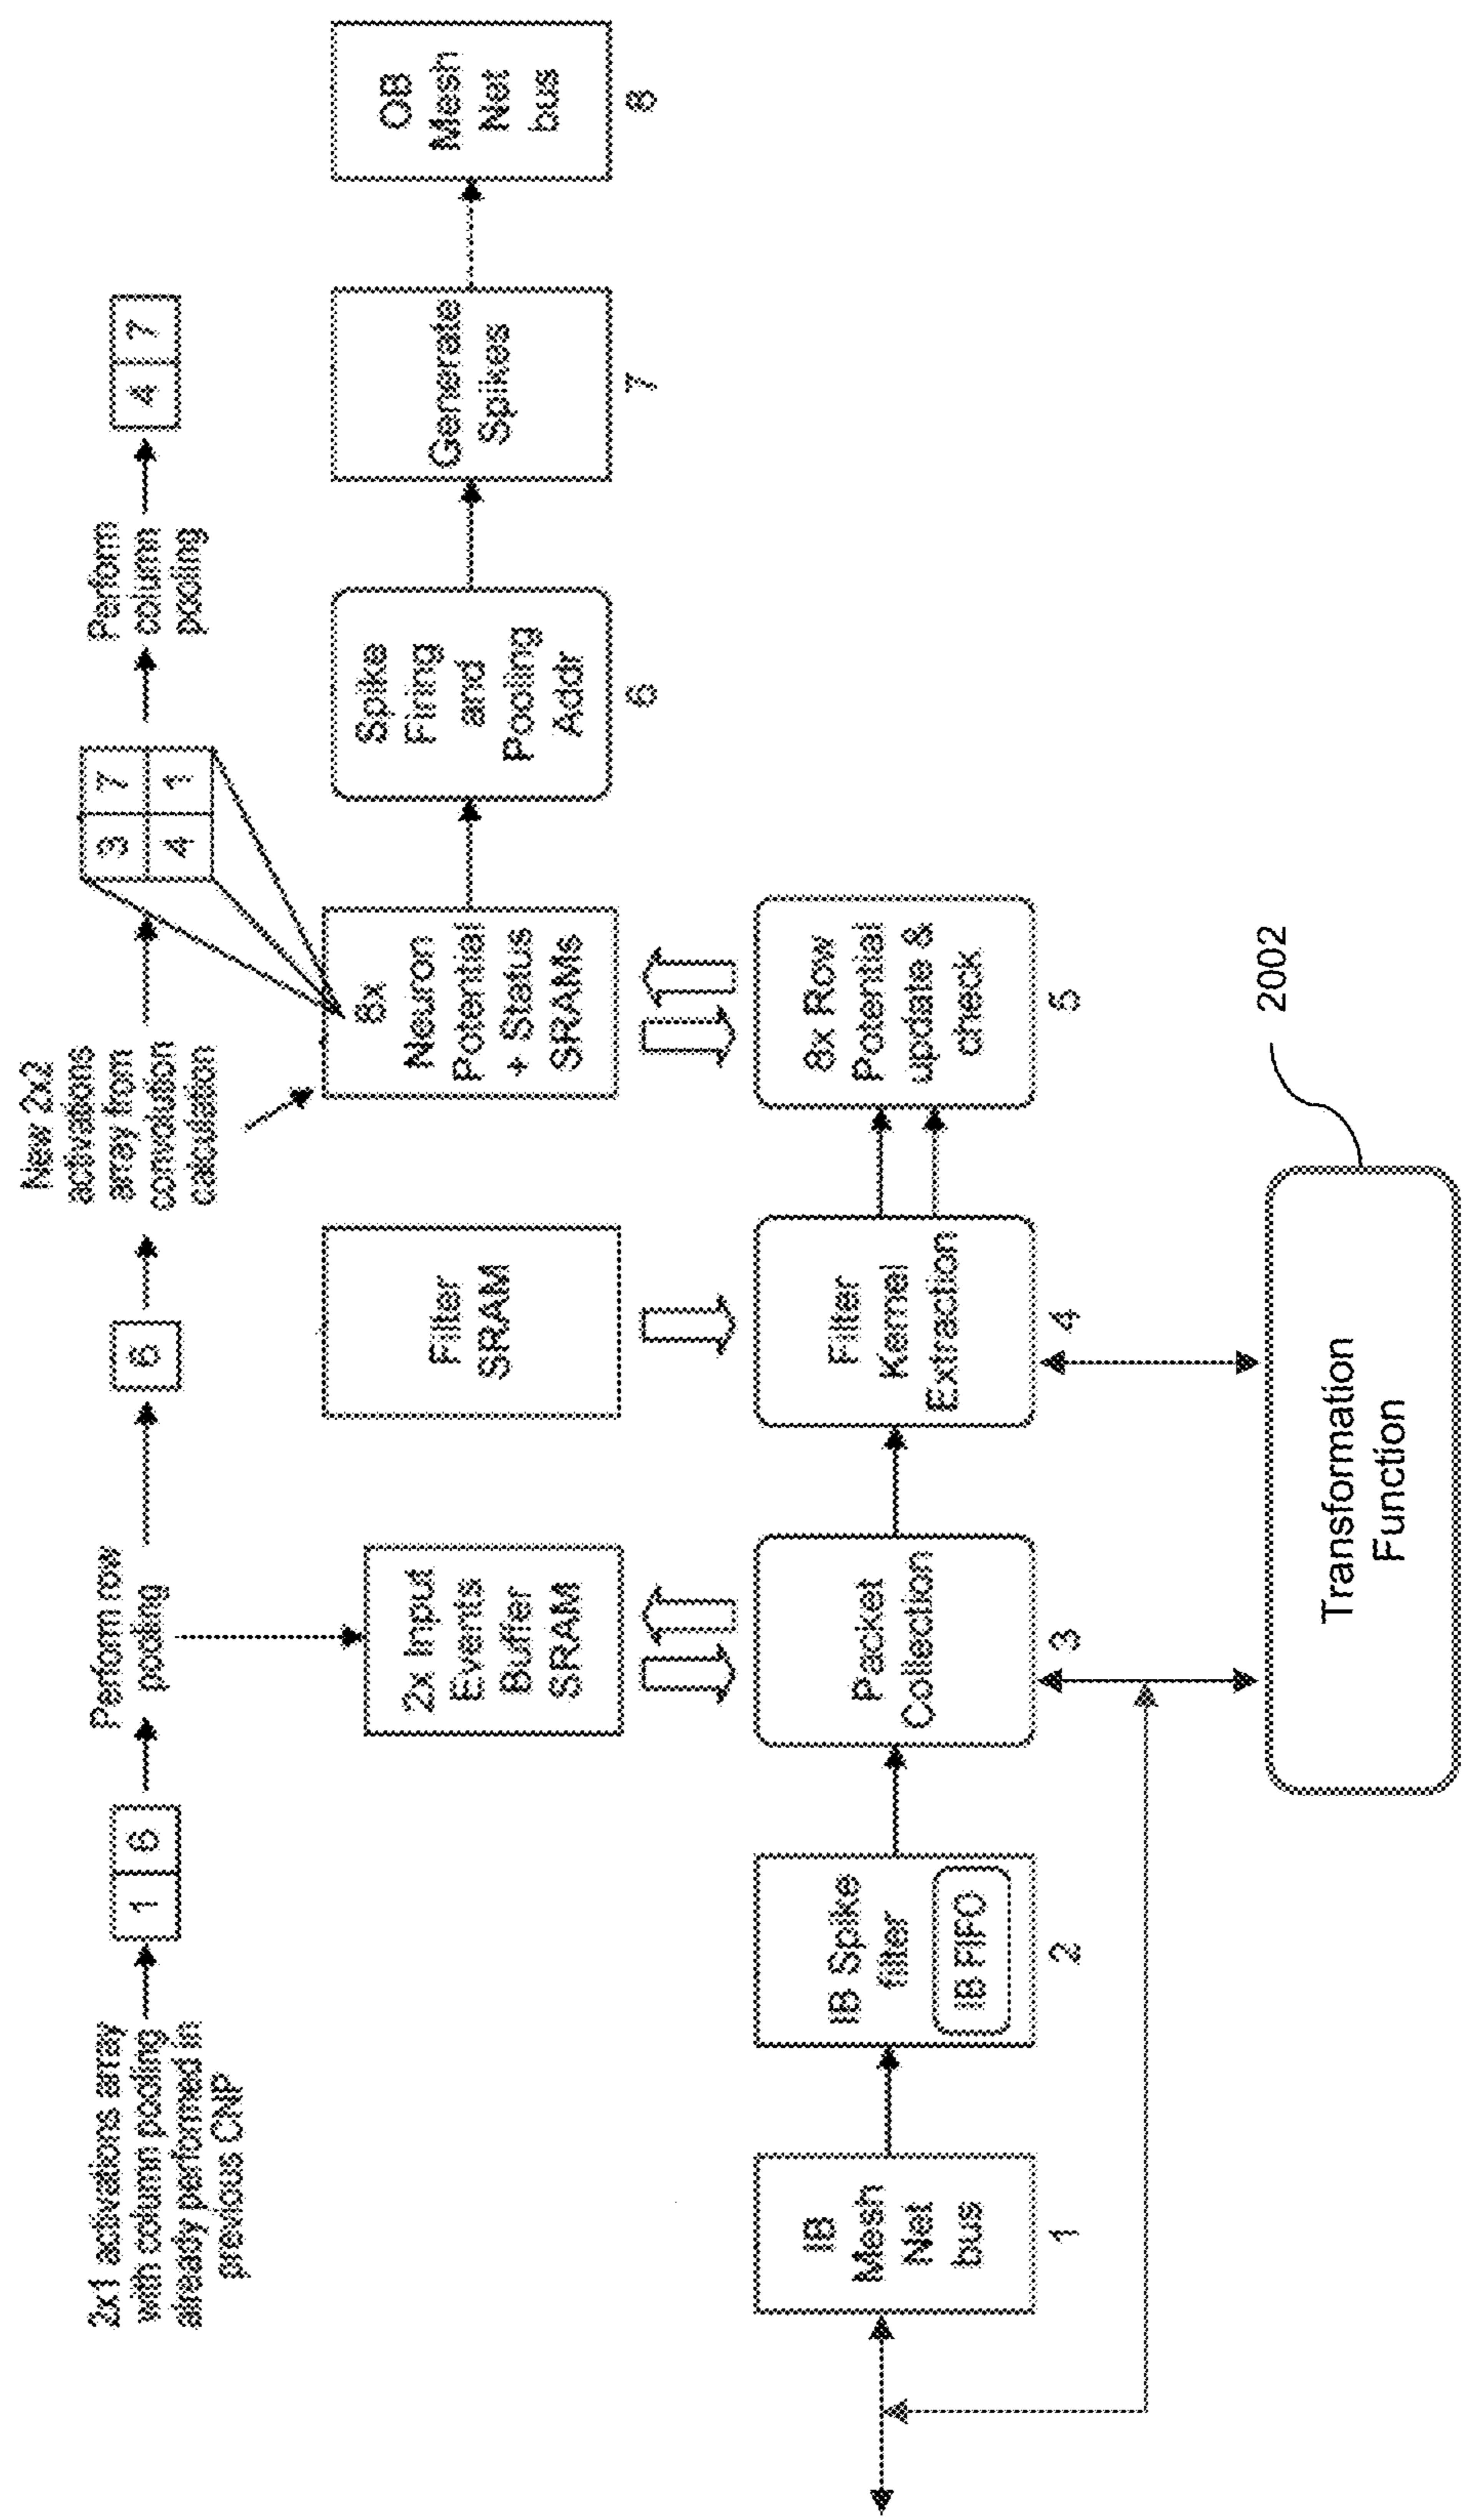 2x1 activations array
with column pooling
already performed in
previous CNP
1 6
Perform row
pooling
6
New 2x2
activations
array from
convolution
calculation
3 7
4 1
Perform
column
pooling
4 7
2x Input
Events
Buffer
SRAM
Filter
SRAM
8x
Neuron
Potential
+ Status
SRAMs
Spike
Firing
and
Pooling
Addr
6
Generate
Spikes
7
OB
Mesh
Net
bus
8
IB
Mesh
Net
bus
1
IB Spike
filter
IB FIFO
2
Packet
Collection
3
Filter
Kernel
Extraction
4
8x Row
Potential
update &
check
5
Transformation
Function
2002